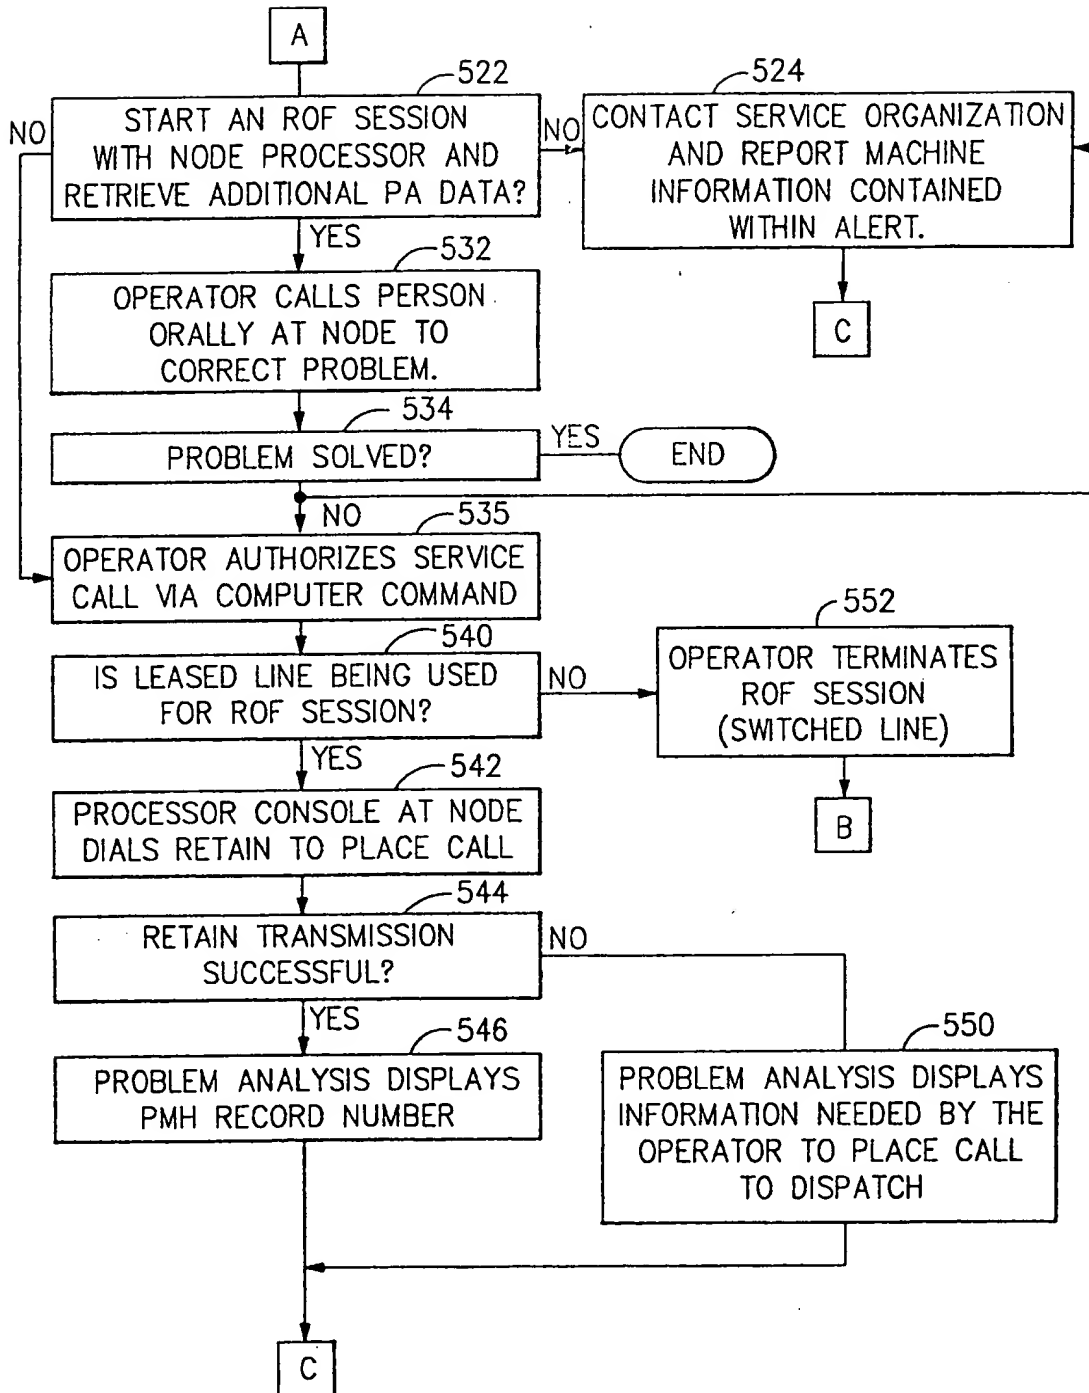 A
522
START AN ROF SESSION
WITH NODE PROCESSOR AND
RETRIEVE ADDITIONAL PA DATA?
NO
NO
524
CONTACT SERVICE ORGANIZATION
AND REPORT MACHINE
INFORMATION CONTAINED
WITHIN ALERT.
C
YES
532
OPERATOR CALLS PERSON
ORALLY AT NODE TO
CORRECT PROBLEM.
534
PROBLEM SOLVED?
YES
END
NO
535
OPERATOR AUTHORIZES SERVICE
CALL VIA COMPUTER COMMAND
540
IS LEASED LINE BEING USED
FOR ROF SESSION?
NO
552
OPERATOR TERMINATES
ROF SESSION
(SWITCHED LINE)
B
YES
542
PROCESSOR CONSOLE AT NODE
DIALS RETAIN TO PLACE CALL
544
RETAIN TRANSMISSION
SUCCESSFUL?
NO
YES
546
PROBLEM ANALYSIS DISPLAYS
PMH RECORD NUMBER
550
PROBLEM ANALYSIS DISPLAYS
INFORMATION NEEDED BY THE
OPERATOR TO PLACE CALL
TO DISPATCH
C